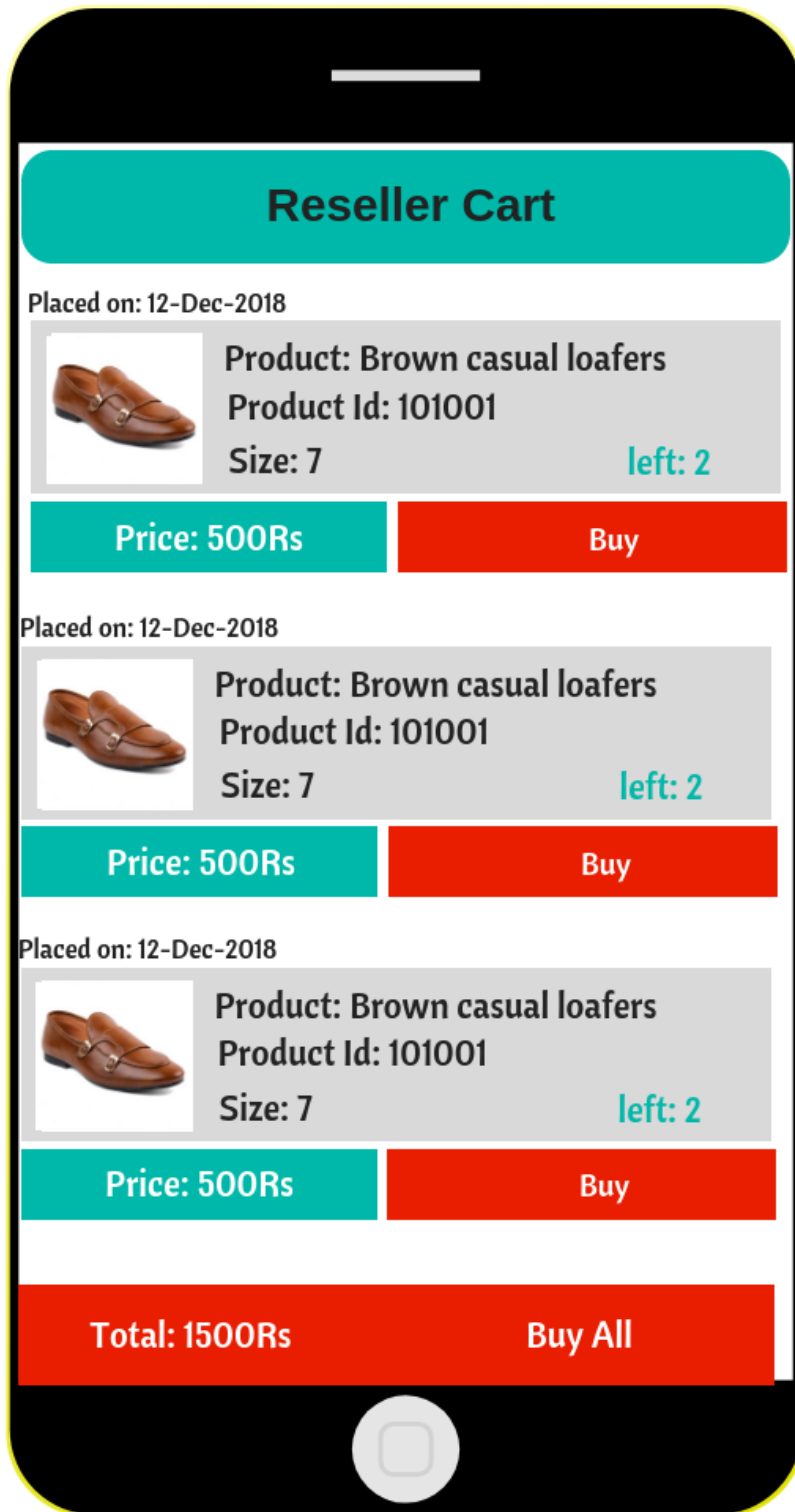 Reseller Cart
Placed on: 12-Dec-2018
Product: Brown casual loafers
Product Id: 101001
Size: 7 left: 2
Price: 500Rs Buy
Placed on: 12-Dec-2018
Product: Brown casual loafers
Product Id: 101001
Size: 7 left: 2
Price: 500Rs Buy
Placed on: 12-Dec-2018
Product: Brown casual loafers
Product Id: 101001
Size: 7 left: 2
Price: 500Rs Buy
Total: 1500Rs Buy All